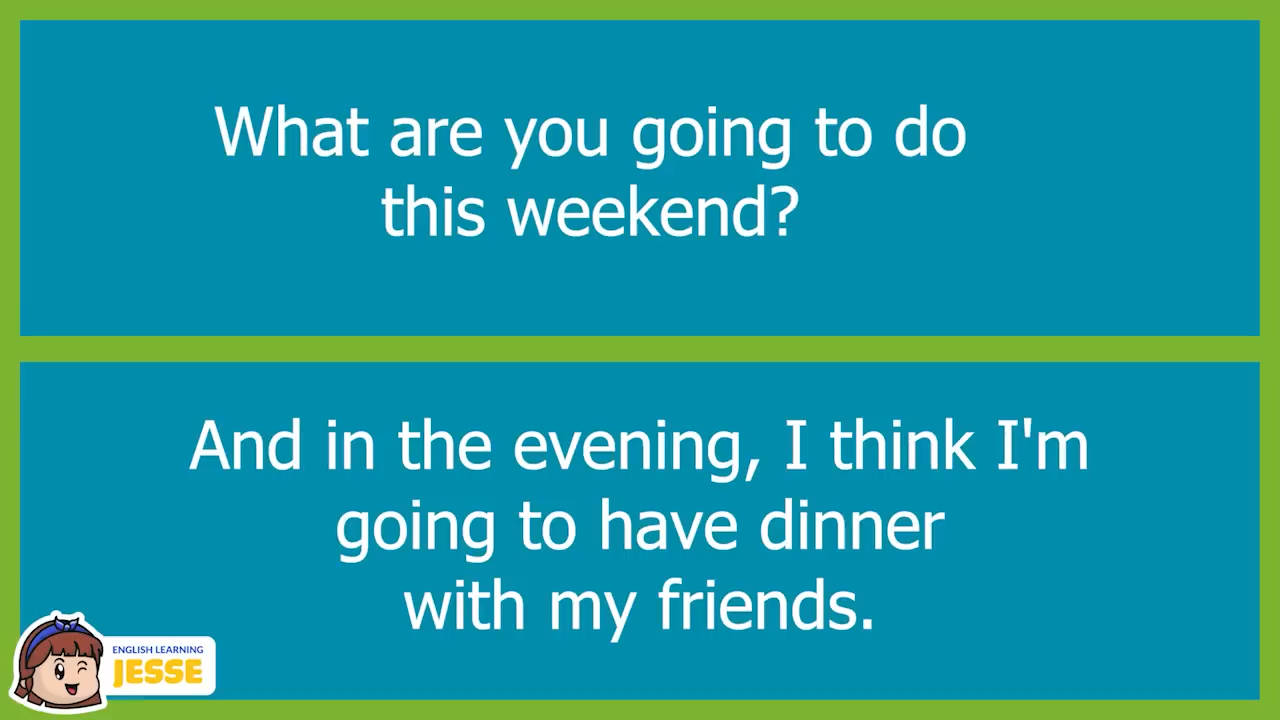 What are you going to do
this weekend?
And in the evening, I think I'm
going to have dinner
with my friends.
ENGLISH LEARNING
JESSE